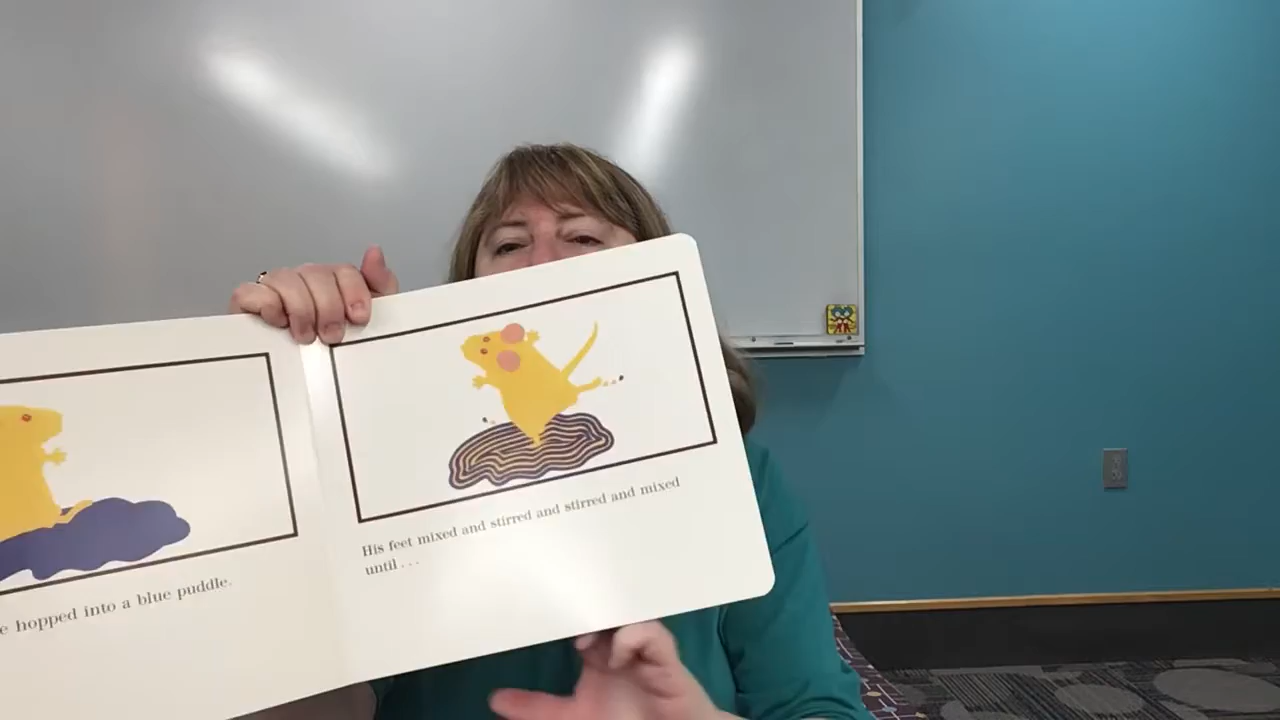 e hopped into a blue puddle.
His feet mixed and stirred and stirred and mixed
until . . .